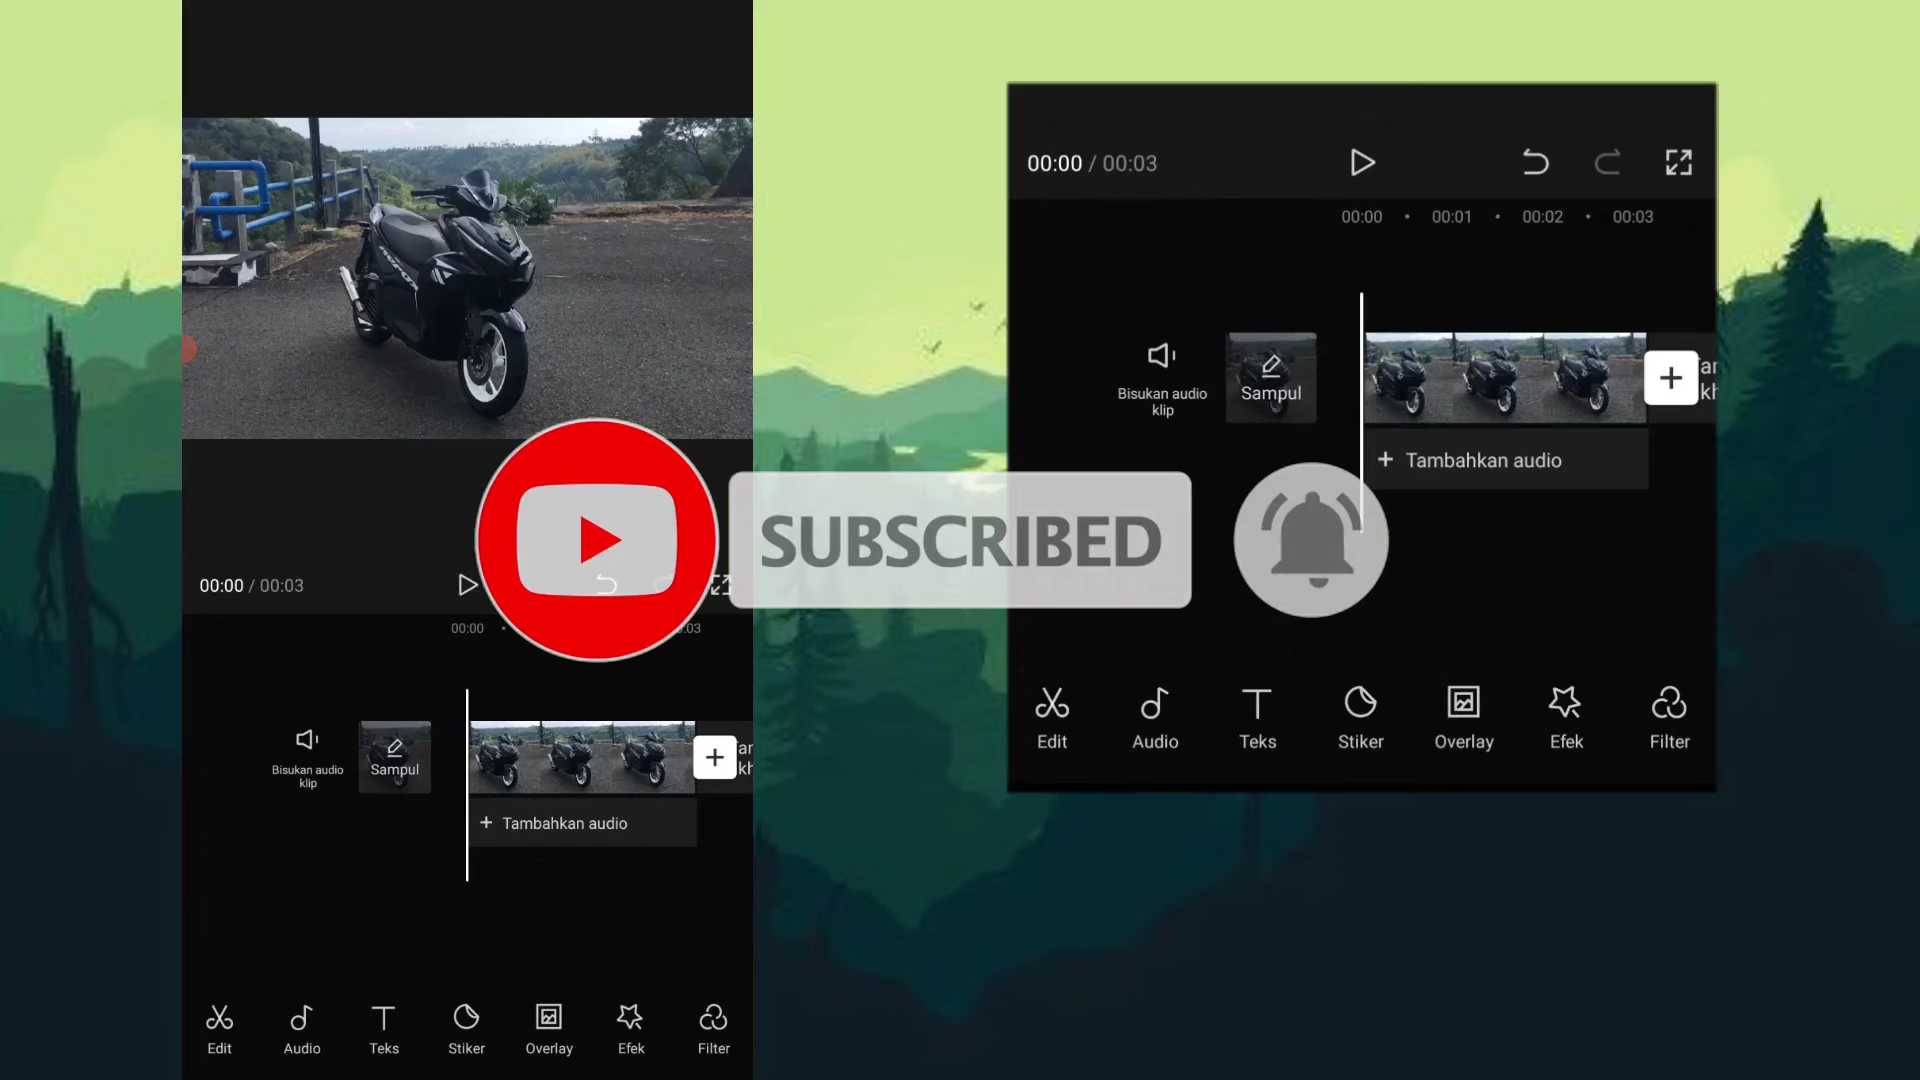 00:00 / 00:03
00:00
:03
Bisukan audio
klip
Sampul
+ Tambahkan audio
Edit
Audio
Teks
Stiker
Overlay
Efek
Filter
SUBSCRIBED
00:00 / 00:03
00:00 • 00:01 • 00:02 • 00:03
Bisukan audio
klip
Sampul
+ Tambahkan audio
Edit
Audio
Teks
Stiker
Overlay
Efek
Filter